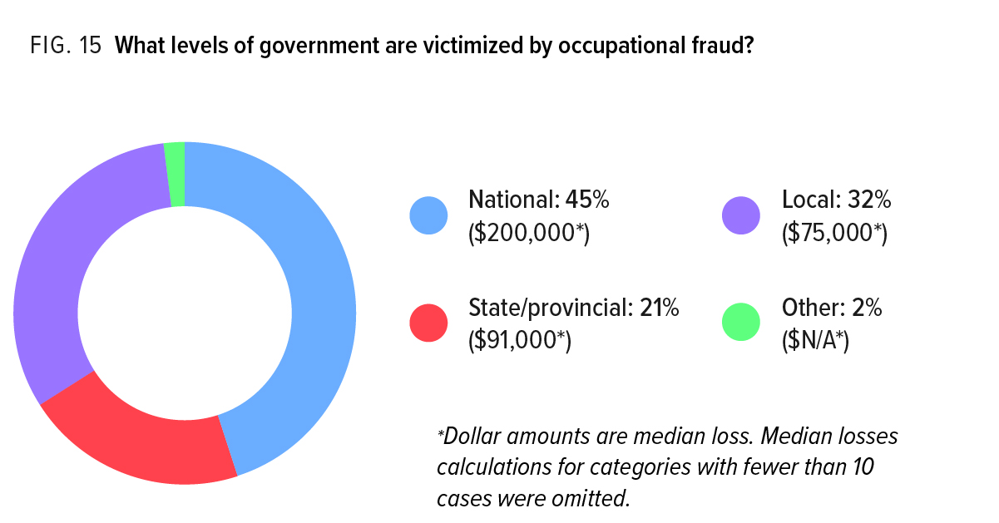 FIG. 15 What levels of government are victimized by occupational fraud?
National: 45%
($200,000*)
Local: 32%
($75,000*)
State/provincial: 21%
($91,000*)
Other: 2%
($N/A*)
*Dollar amounts are median loss. Median losses
calculations for categories with fewer than 10
cases were omitted.